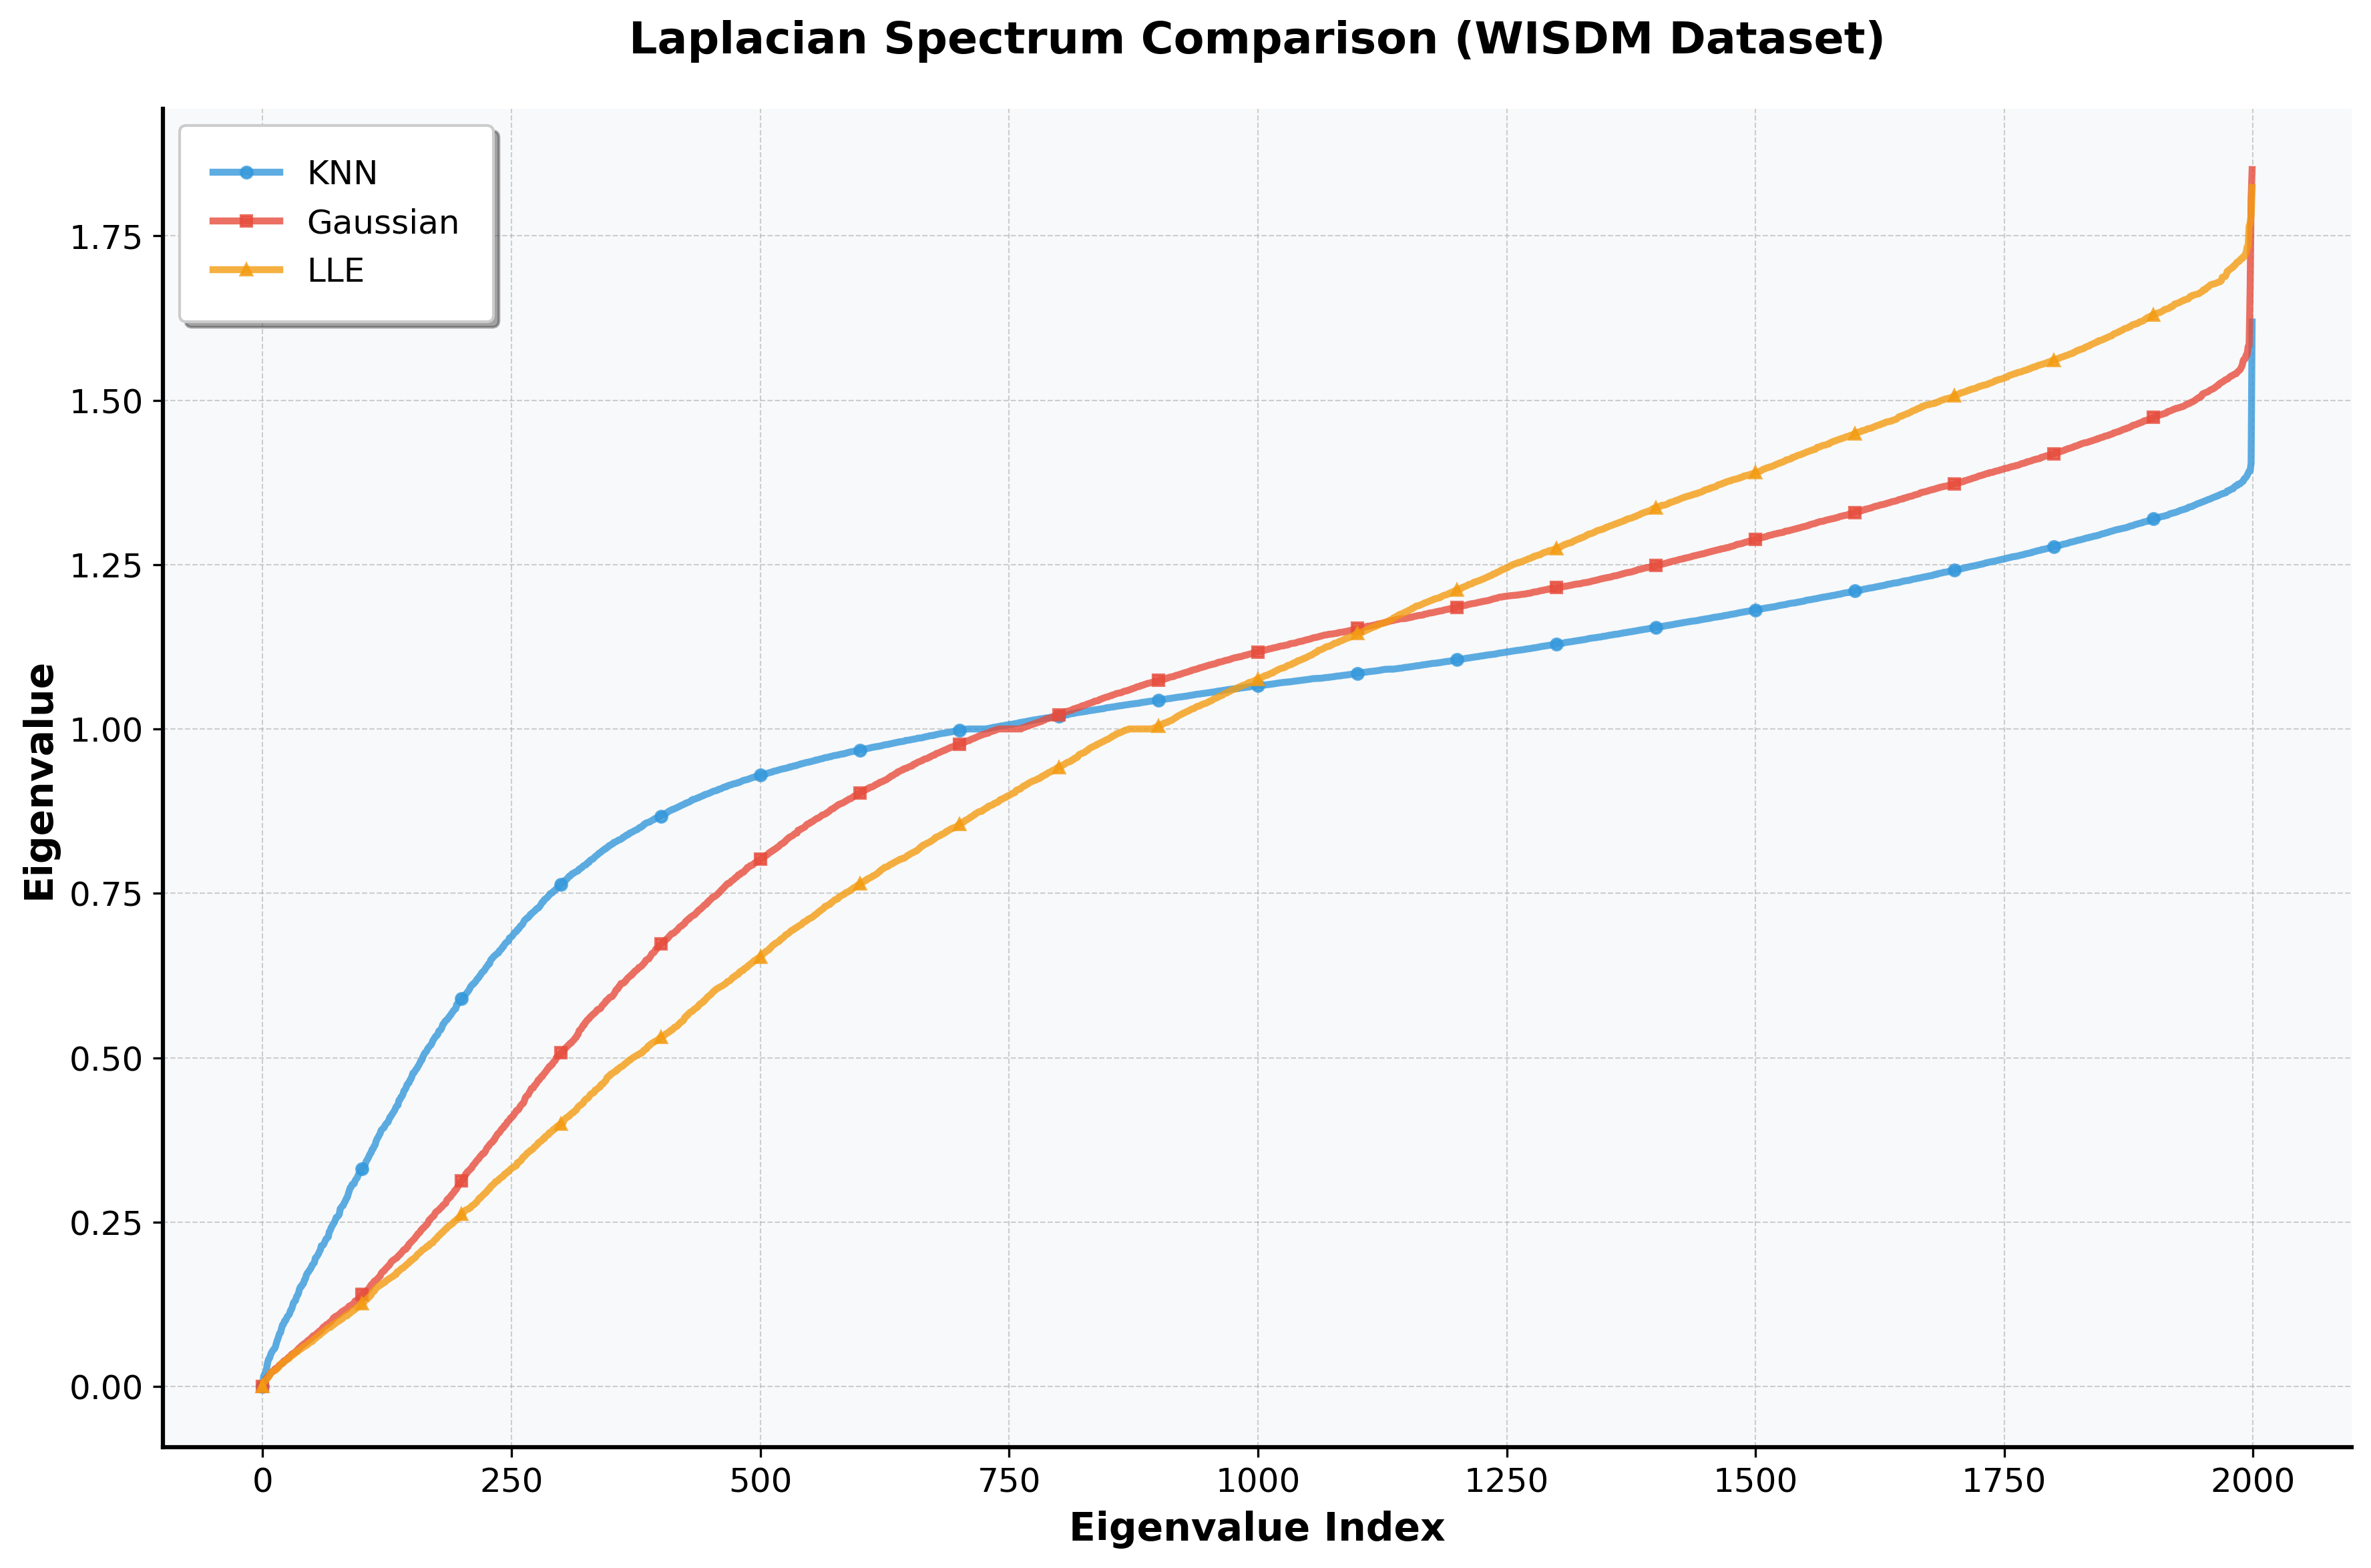 Laplacian Spectrum Comparison (WISDM Dataset)
KNN
Gaussian
LLE
Eigenvalue
1.75
1.50
1.25
1.00
0.75
0.50
0.25
0.00
0 250 500 750 1000 1250 1500 1750 2000
Eigenvalue Index